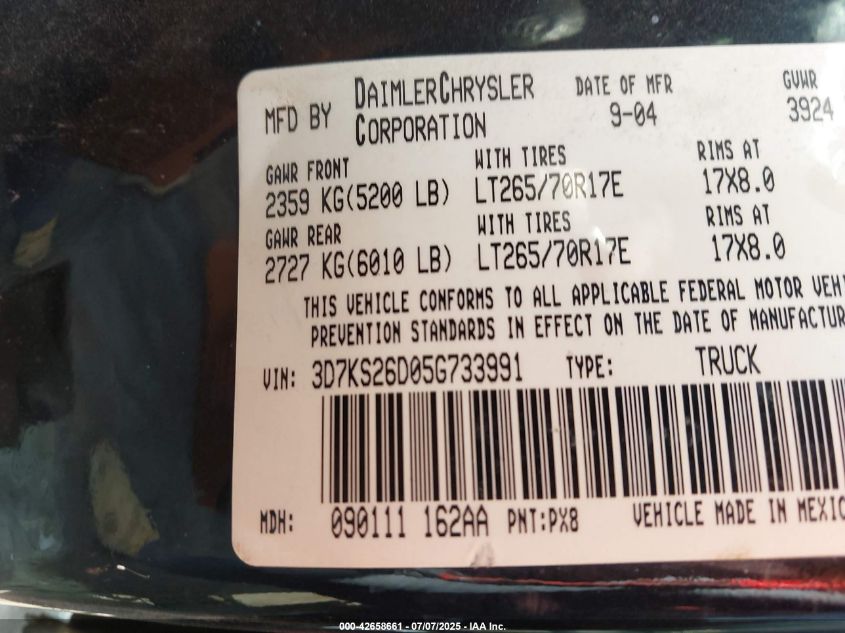 MFD BY DAIMLERCHRYSLER CORPORATION
DATE OF MFR 9-04
GVWR 3924
GAWR FRONT WITH TIRES RIMS AT
2359 KG(5200 LB) LT265/70R17E 17X8.0
GAWR REAR WITH TIRES RIMS AT
2727 KG(6010 LB) LT265/70R17E 17X8.0
THIS VEHICLE CONFORMS TO ALL APPLICABLE FEDERAL MOTOR VEH
PREVENTION STANDARDS IN EFFECT ON THE DATE OF MANUFACTUR
VIN: 3D7KS26D05G733991 TYPE: TRUCK
MDH: 090111 162AA PNT:PX8 VEHICLE MADE IN MEXIC
000-42658661 - 07/07/2025 - IAA Inc.